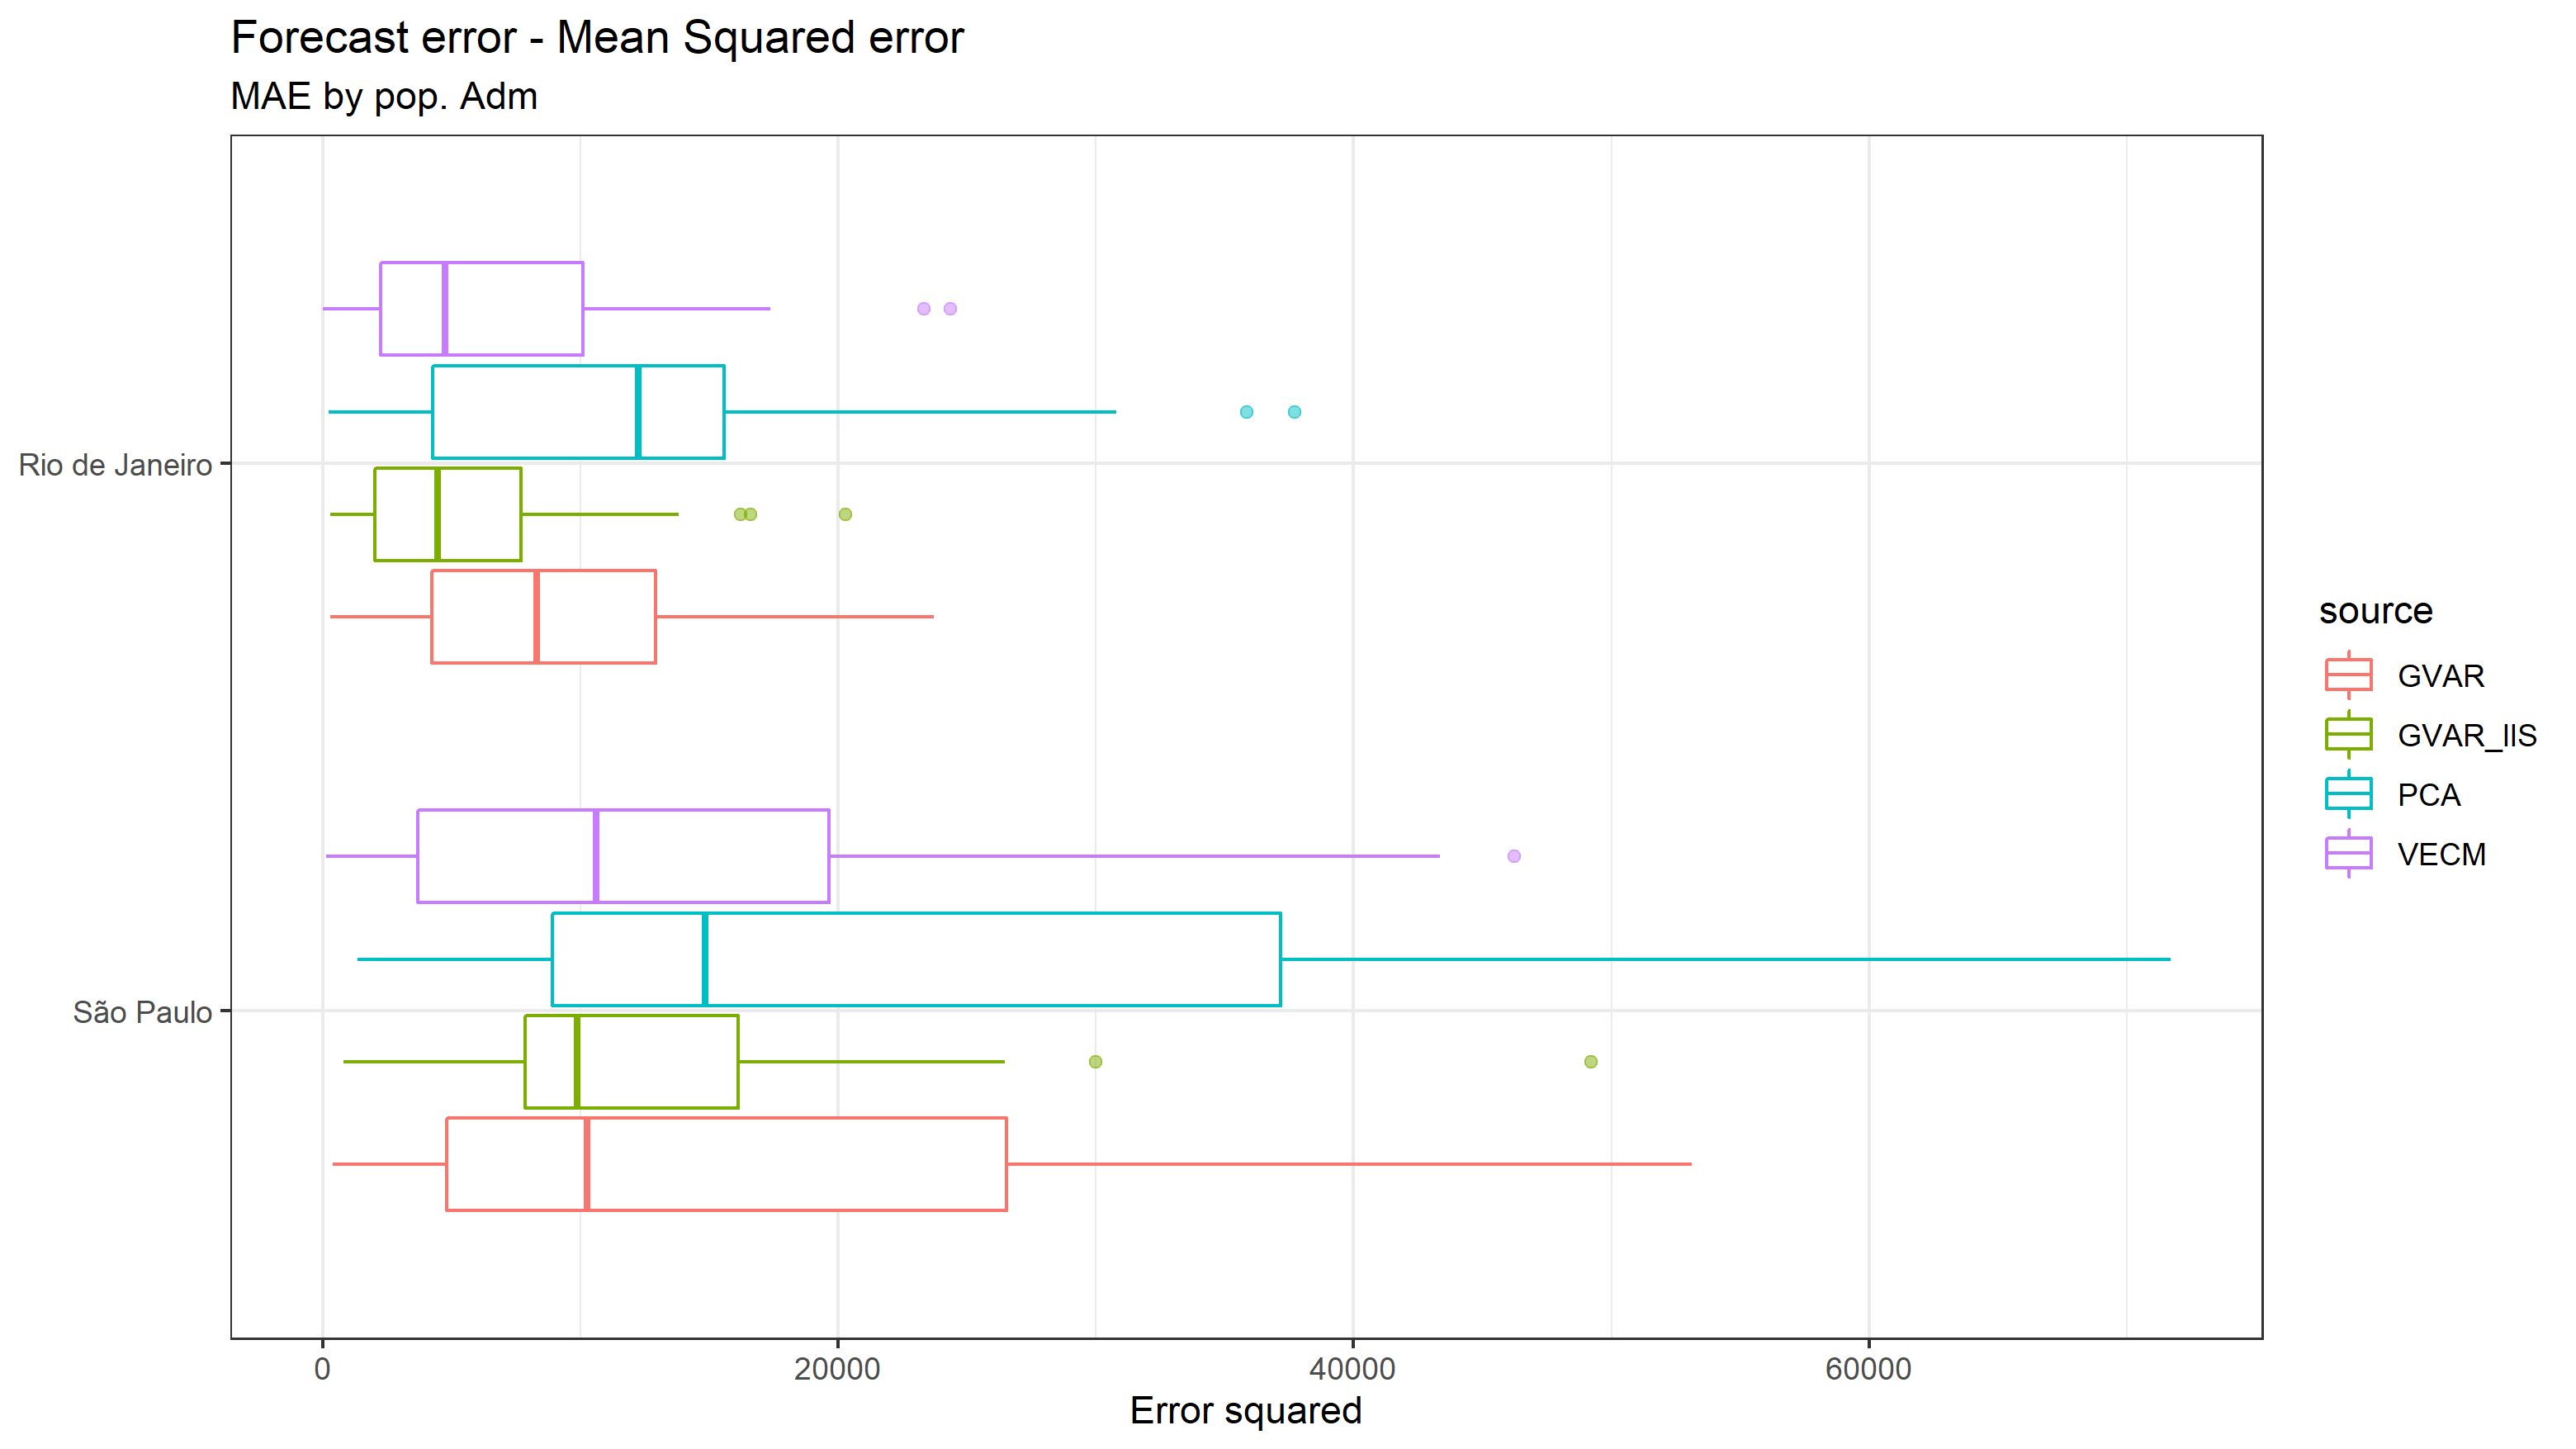 Forecast error - Mean Squared error
MAE by pop. Adm
Rio de Janeiro
São Paulo
0 20000 40000 60000
Error squared
source
GVAR
GVAR_IIS
PCA
VECM